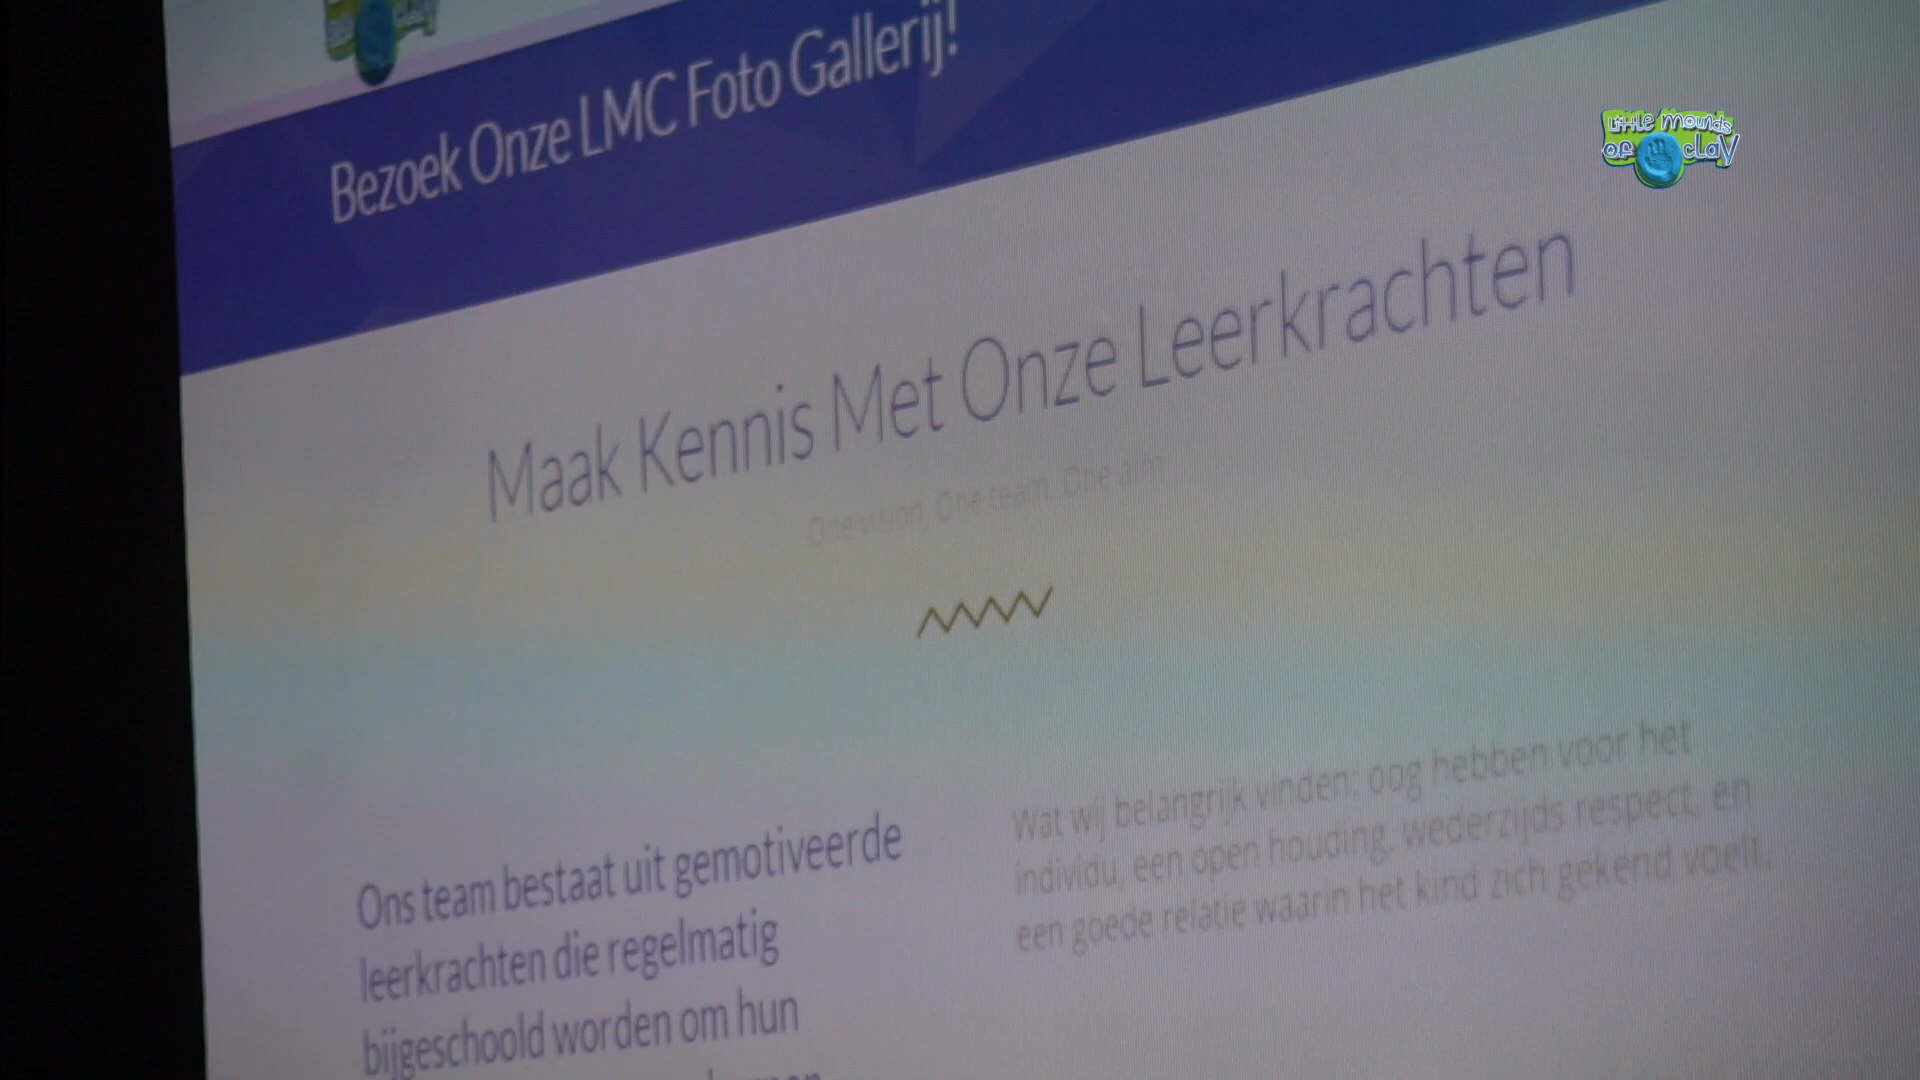 Bezoek Onze LMC Foto Gallerij!
Little Mounds
of clay
Maak Kennis Met Onze Leerkrachten
One vision, One team, One aim
Ons team bestaat uit gemotiveerde
leerkrachten die regelmatig
bijgeschoold worden om hun
Wat wij belangrijk vinden: oog hebben voor het
individu, een open houding, wederzijds respect, en
een goede relatie waarin het kind zich gekend voelt.